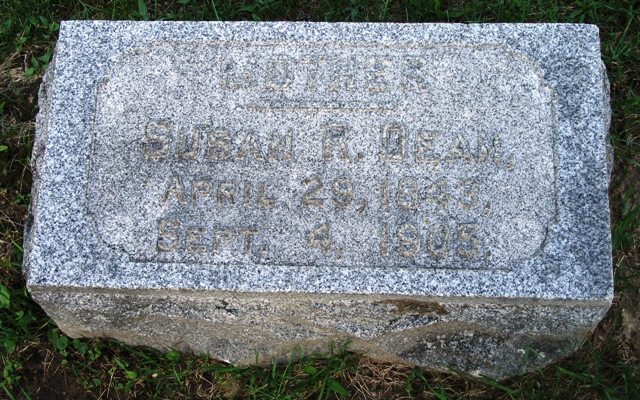 MOTHER
SUSAN R. DEAN.
APRIL 29, 1843.
SEPT. 4, 1905.